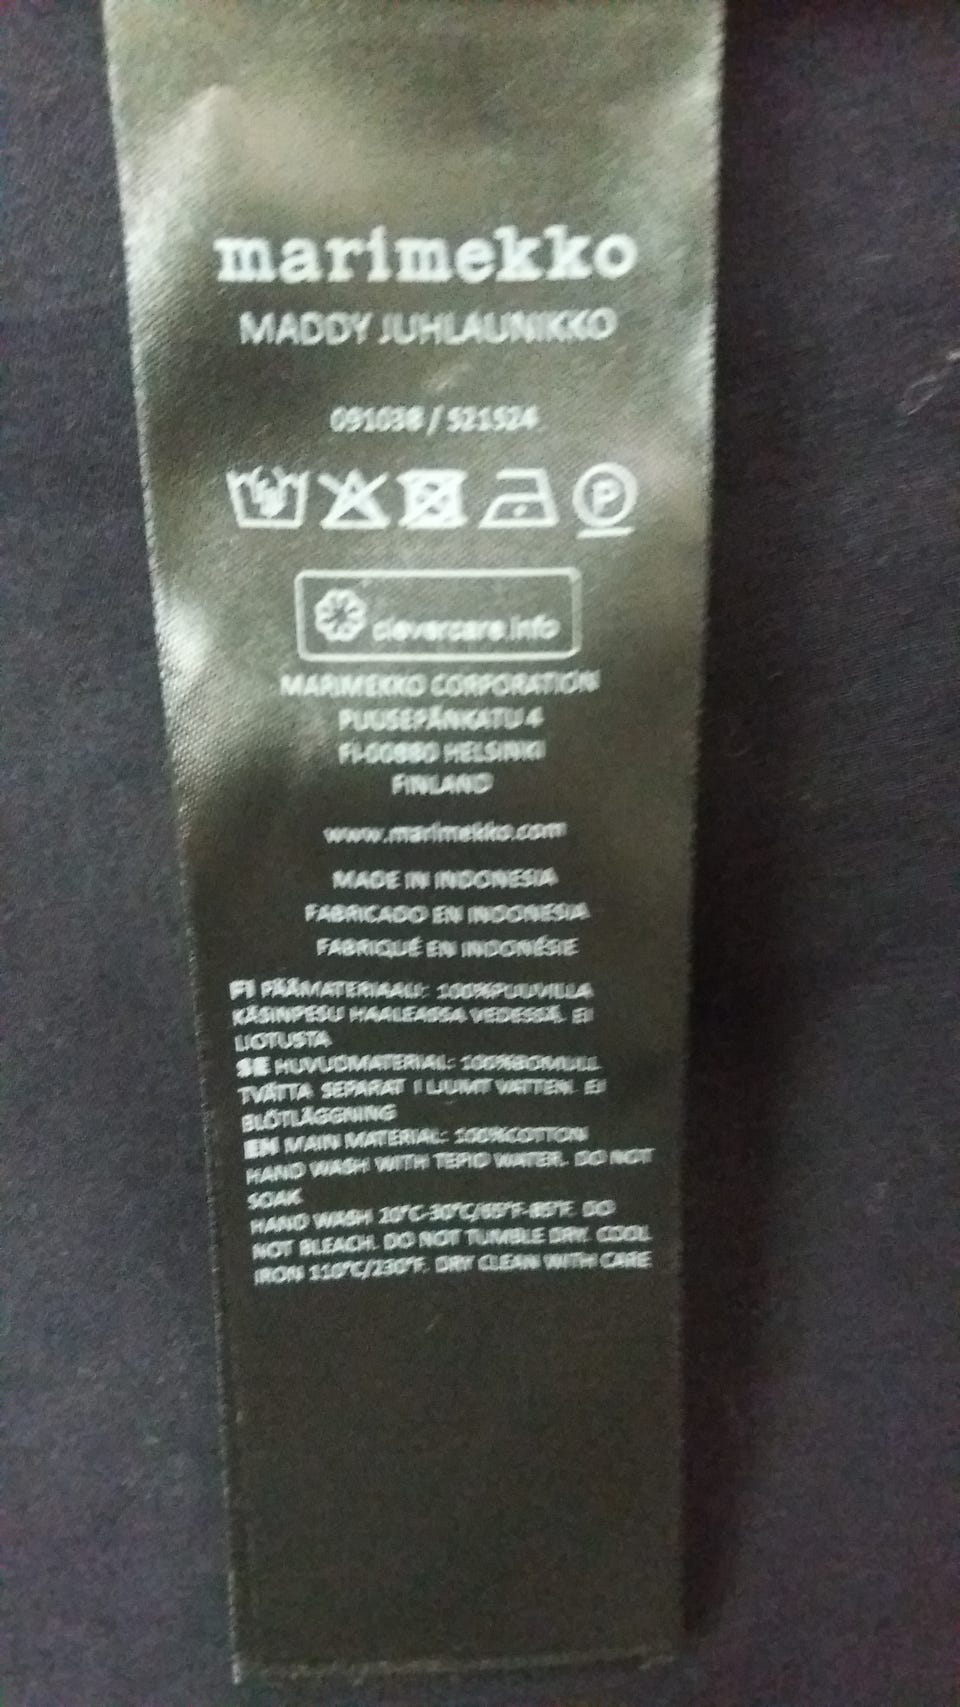 marimekko
MADDY JUHLAUNIKKO
091038 / 521524
P
clevercare.info
MARIMEKKO CORPORATION
PUUSEPÄNKATU 4
FI-00880 HELSINKI
FINLAND
www.marimekko.com
MADE IN INDONESIA
FABRICADO EN INDONESIA
FABRIQUÉ EN INDONÉSIE
FI PÄÄMATERIAALI: 100%PUUVILLA
KÄSINPESU HAALEASSA VEDESSÄ. EI
LIOTUSTA
SE HUVUDMATERIAL: 100%BOMULL
TVÄTTA SEPARAT I LJUMT VATTEN. EJ
BLÖTLÄGGNING
EN MAIN MATERIAL: 100%COTTON
HAND WASH WITH TEPID WATER. DO NOT
SOAK
HAND WASH 20°C-30°C/65°F-85°F. DO
NOT BLEACH. DO NOT TUMBLE DRY. COOL
IRON 110°C/230°F. DRY CLEAN WITH CARE